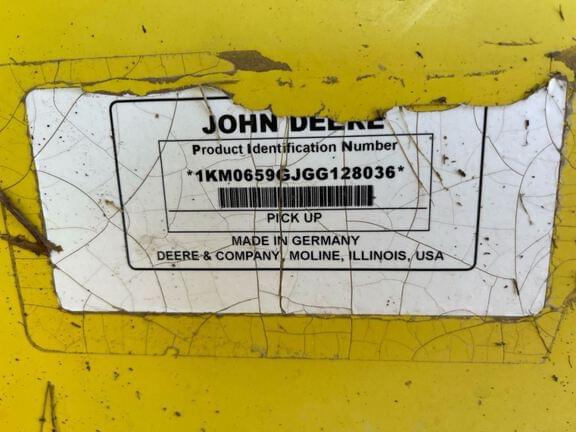 JOHN DEERE
Product Identification Number
*1KM0659GJGG128036*
PICK UP
MADE IN GERMANY
DEERE & COMPANY, MOLINE, ILLINOIS, USA